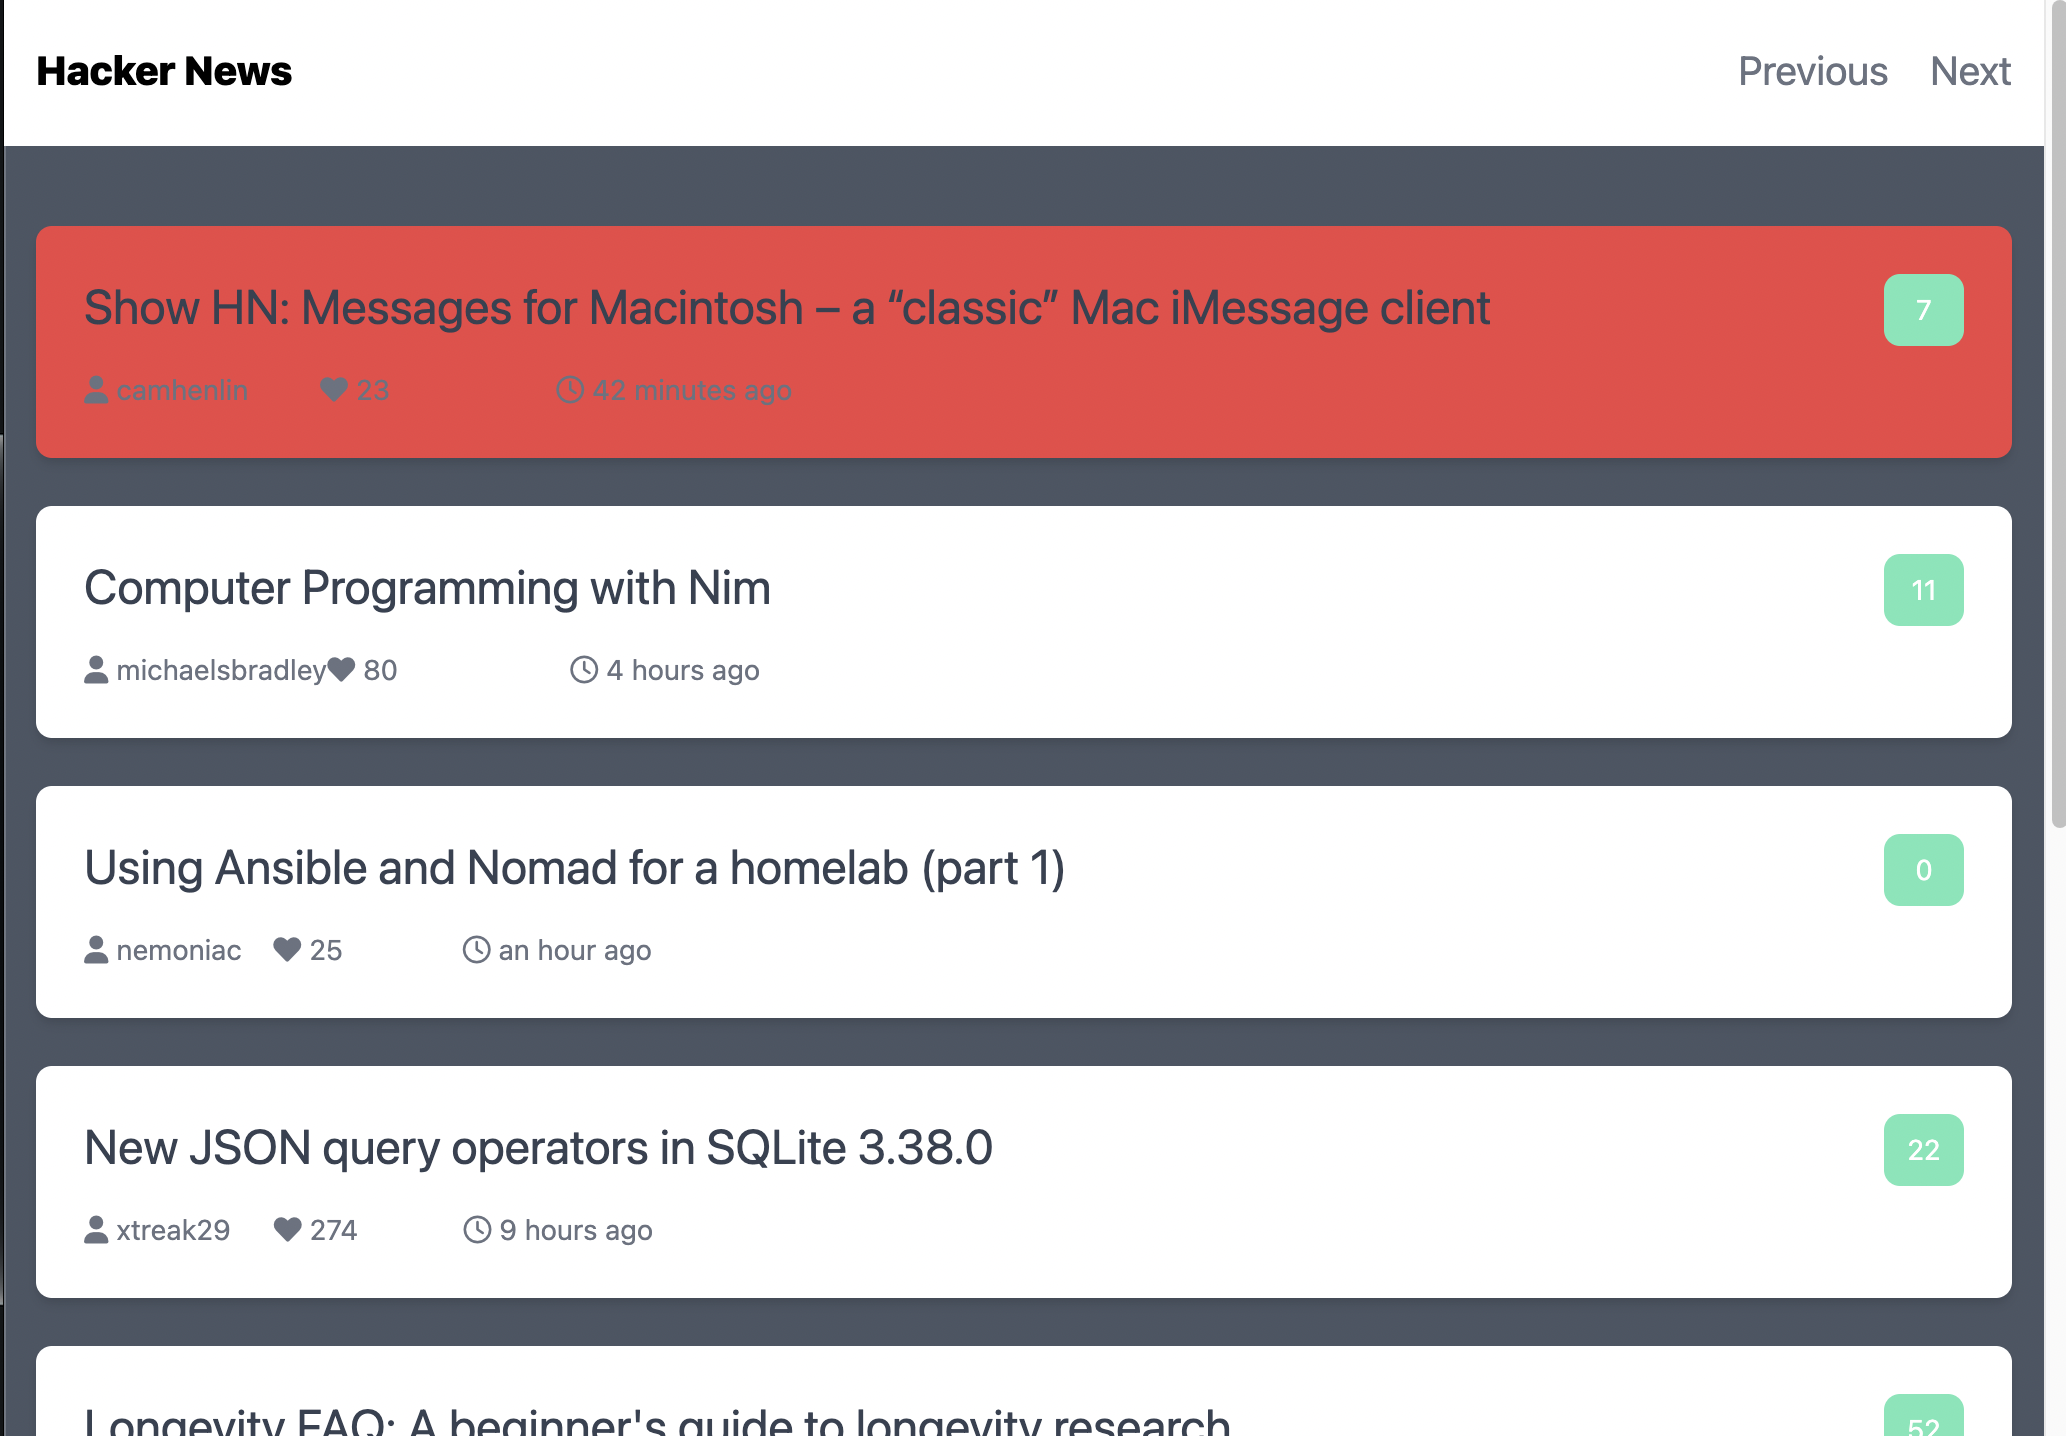 Hacker News
Previous Next
Show HN: Messages for Macintosh – a “classic” Mac iMessage client
7
camhenlin 23 42 minutes ago
Computer Programming with Nim
11
michaelsbradley 80 4 hours ago
Using Ansible and Nomad for a homelab (part 1)
0
nemoniac 25 an hour ago
New JSON query operators in SQLite 3.38.0
22
xtreak29 274 9 hours ago
Longevity FAQ: A beginner's guide to longevity research
52